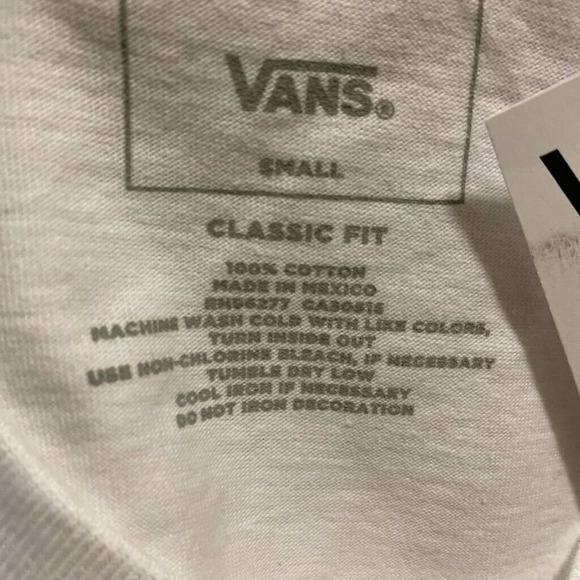 VANS®
SMALL
CLASSIC FIT
100% COTTON
MADE IN MEXICO
RN56277 CA30516
MACHINE WASH COLD WITH LIKE COLORS,
TURN INSIDE OUT
USE NON-CHLORINE BLEACH, IF NECESSARY
TUMBLE DRY LOW
COOL IRON IF NECESSARY
DO NOT IRON DECORATION